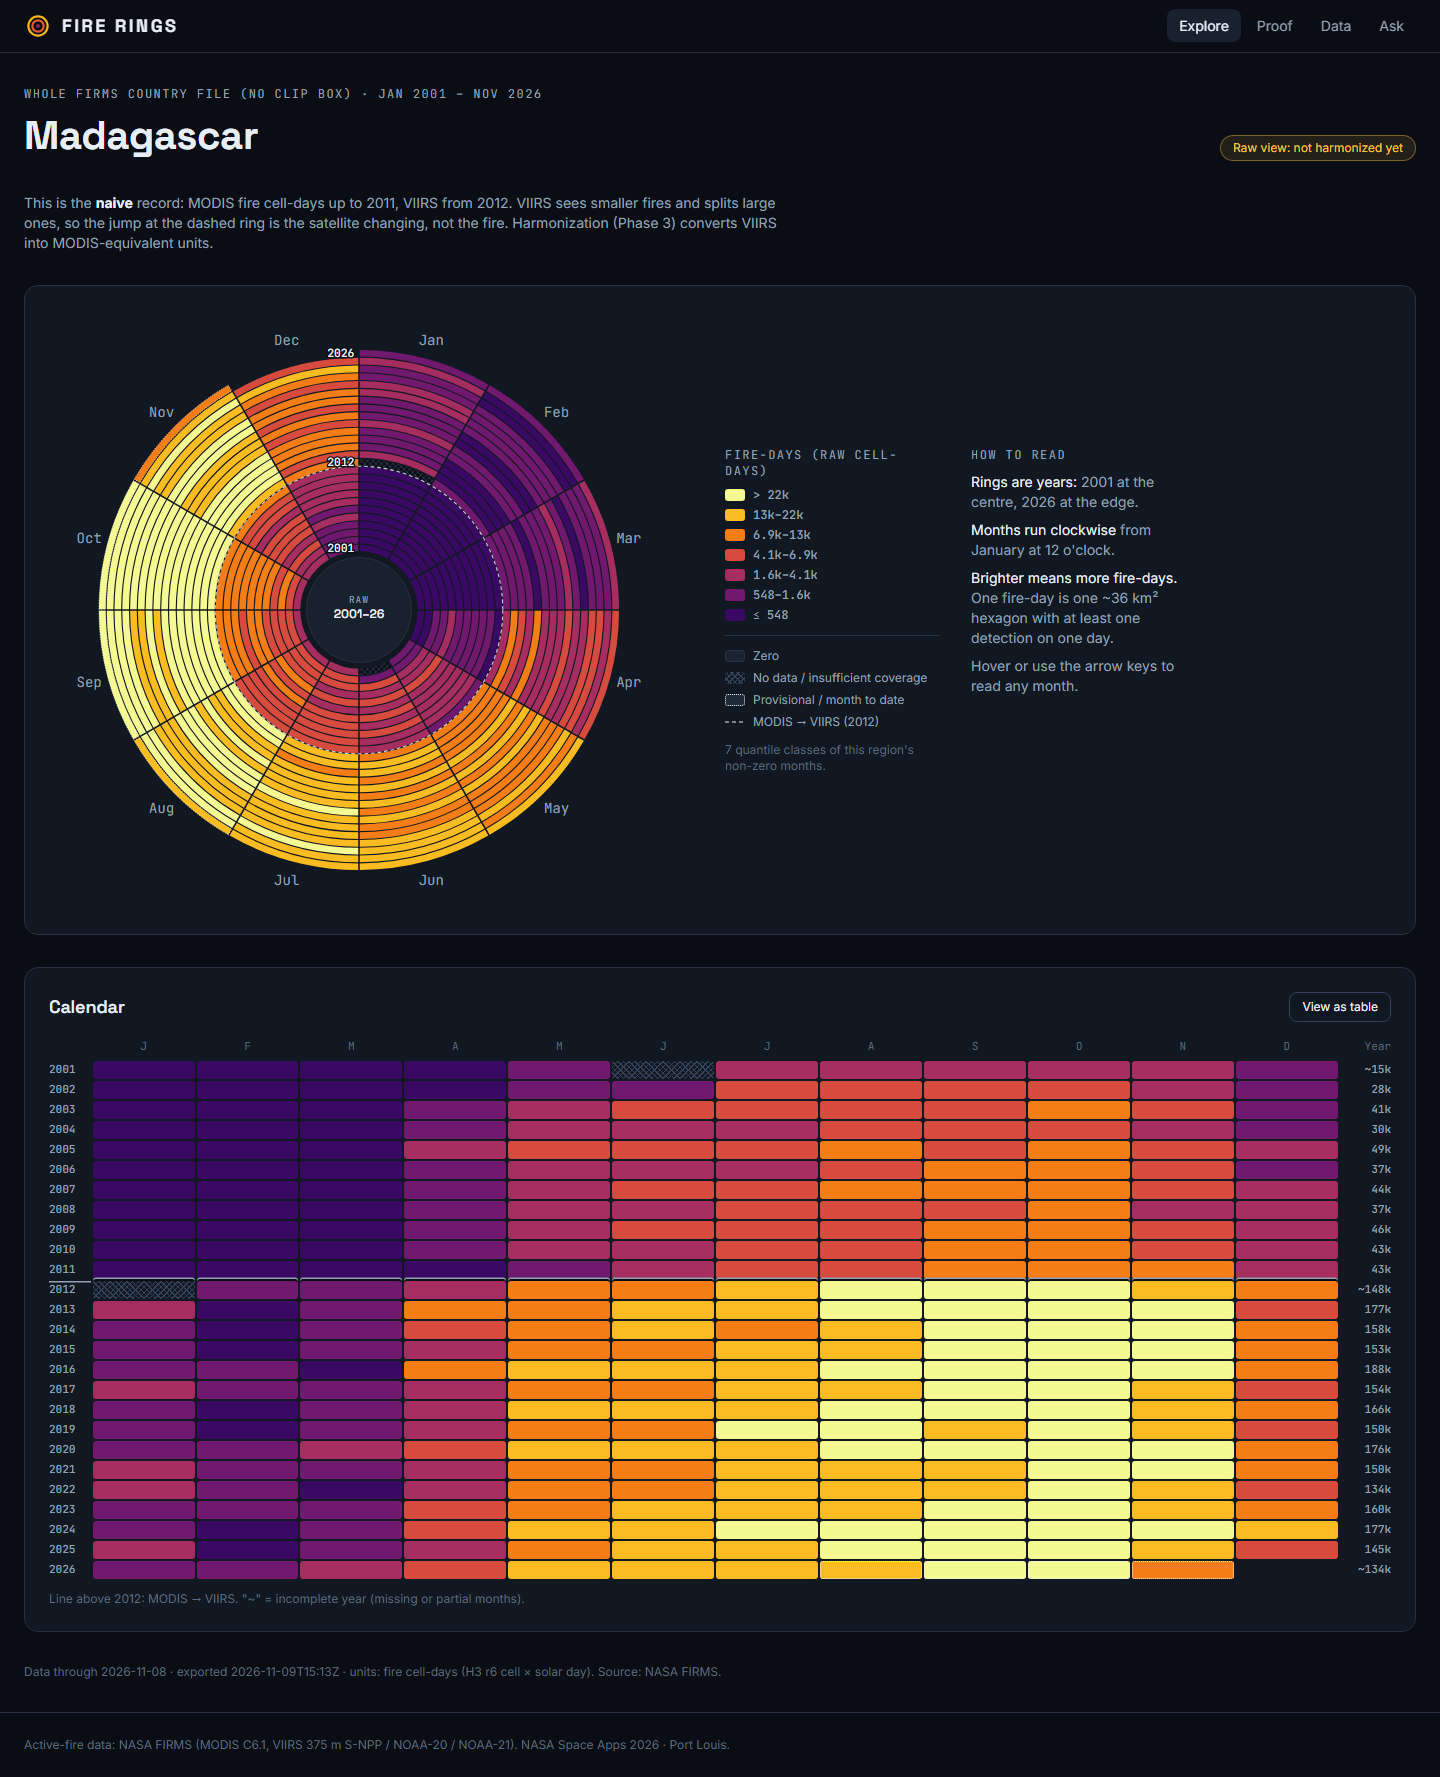 FIRE RINGS
Explore
Proof
Data
Ask
WHOLE FIRMS COUNTRY FILE (NO CLIP BOX) · JAN 2001 – NOV 2026
Madagascar
Raw view: not harmonized yet
This is the naive record: MODIS fire cell-days up to 2011, VIIRS from 2012. VIIRS sees smaller fires and splits large
ones, so the jump at the dashed ring is the satellite changing, not the fire. Harmonization (Phase 3) converts VIIRS
into MODIS-equivalent units.
Dec
Jan
2026
Nov
Feb
2012
Oct
Mar
2001
RAW
2001–26
Sep
Apr
Aug
May
Jul
Jun
FIRE-DAYS (RAW CELL-
DAYS)
> 22k
13k–22k
6.9k–13k
4.1k–6.9k
1.6k–4.1k
548–1.6k
≤ 548
Zero
No data / insufficient coverage
Provisional / month to date
MODIS → VIIRS (2012)
7 quantile classes of this region's
non-zero months.
HOW TO READ
Rings are years: 2001 at the
centre, 2026 at the edge.
Months run clockwise from
January at 12 o'clock.
Brighter means more fire-days.
One fire-day is one ~36 km²
hexagon with at least one
detection on one day.
Hover or use the arrow keys to
read any month.
Calendar
View as table
J F M A M J J A S O N D Year
2001 ~15k
2002 28k
2003 41k
2004 30k
2005 49k
2006 37k
2007 44k
2008 37k
2009 46k
2010 43k
2011 43k
2012 ~148k
2013 177k
2014 158k
2015 153k
2016 188k
2017 154k
2018 166k
2019 150k
2020 176k
2021 150k
2022 134k
2023 160k
2024 177k
2025 145k
2026 ~134k
Line above 2012: MODIS → VIIRS. "~" = incomplete year (missing or partial months).
Data through 2026-11-08 · exported 2026-11-09T15:13Z · units: fire cell-days (H3 r6 cell × solar day). Source: NASA FIRMS.
Active-fire data: NASA FIRMS (MODIS C6.1, VIIRS 375 m S-NPP / NOAA-20 / NOAA-21). NASA Space Apps 2026 · Port Louis.